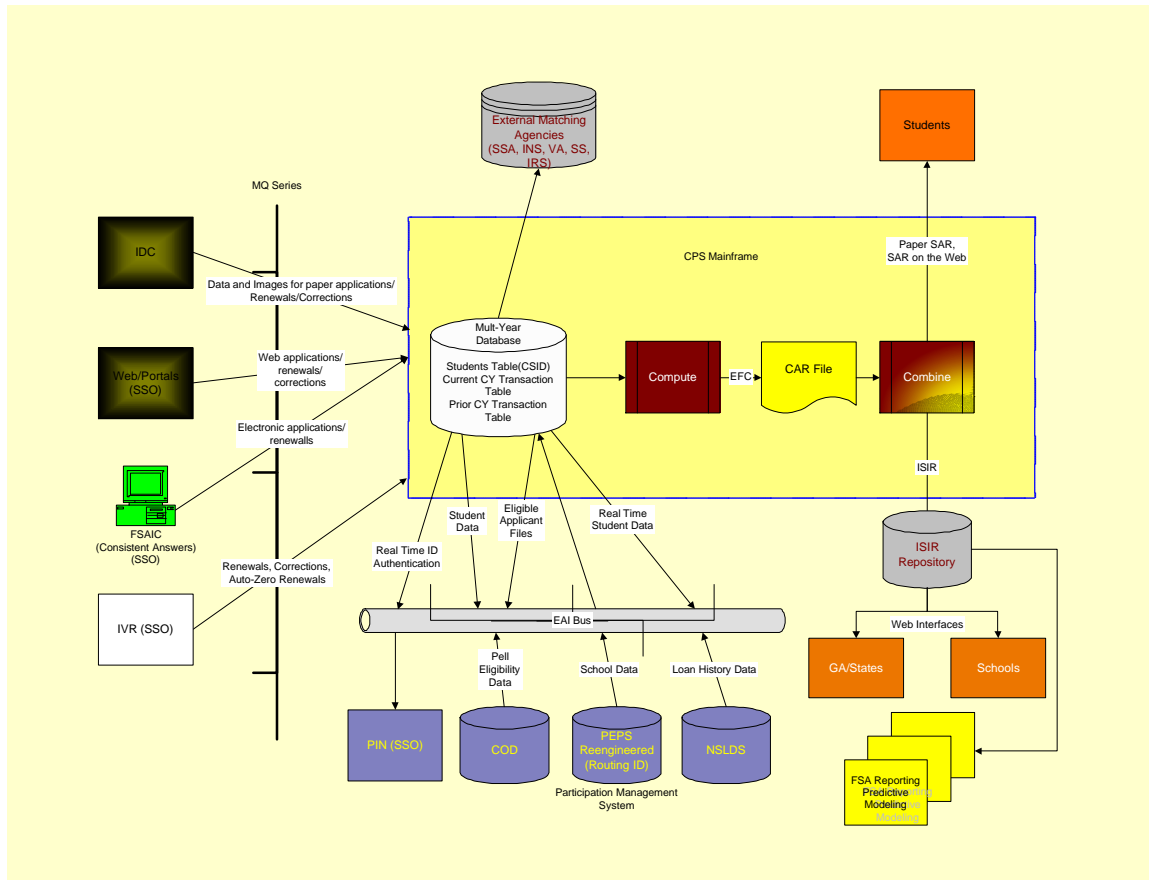 External Matching
Agencies
(SSA, INS, VA, SS,
IRS)
Students
MQ Series
IDC
Data and Images for paper applications/
Renewals/Corrections
CPS Mainframe
Paper SAR,
SAR on the Web
Web/Portals
(SSO)
Web applications/
renewals/
corrections
Mult-Year
Database
Students Table(CSID)
Current CY Transaction
Table
Prior CY Transaction
Table
Compute
EFC
CAR File
Combine
Electronic applications/
renewalls
ISIR
FSAIC
(Consistent Answers)
(SSO)
Student
Data
Eligible
Applicant
Files
Real Time
Student Data
Real Time ID
Authentication
ISIR
Repository
Renewals, Corrections,
Auto-Zero Renewals
IVR (SSO)
EAI Bus
Web Interfaces
GA/States
Schools
Pell
Eligibility
Data
School Data
Loan History Data
PIN (SSO)
COD
PEPS
Reengineered
(Routing ID)
NSLDS
Participation Management
System
FSA Reporting
Predictive
Modeling
Modeling